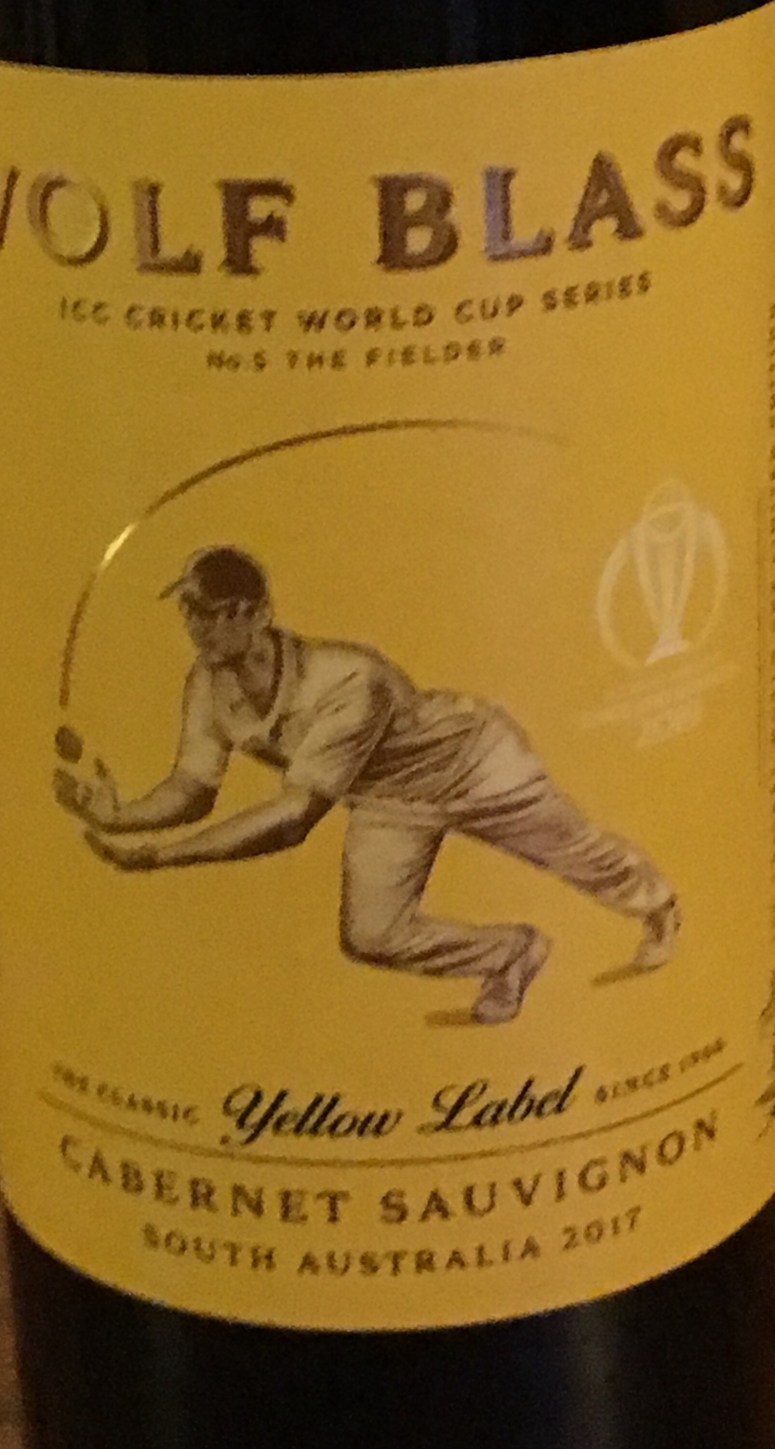 WOLF BLASS
ICC CRICKET WORLD CUP SERIES
No.5 THE FIELDER
THE CLASSIC Yellow Label SINCE 1966
CABERNET SAUVIGNON
SOUTH AUSTRALIA 2017